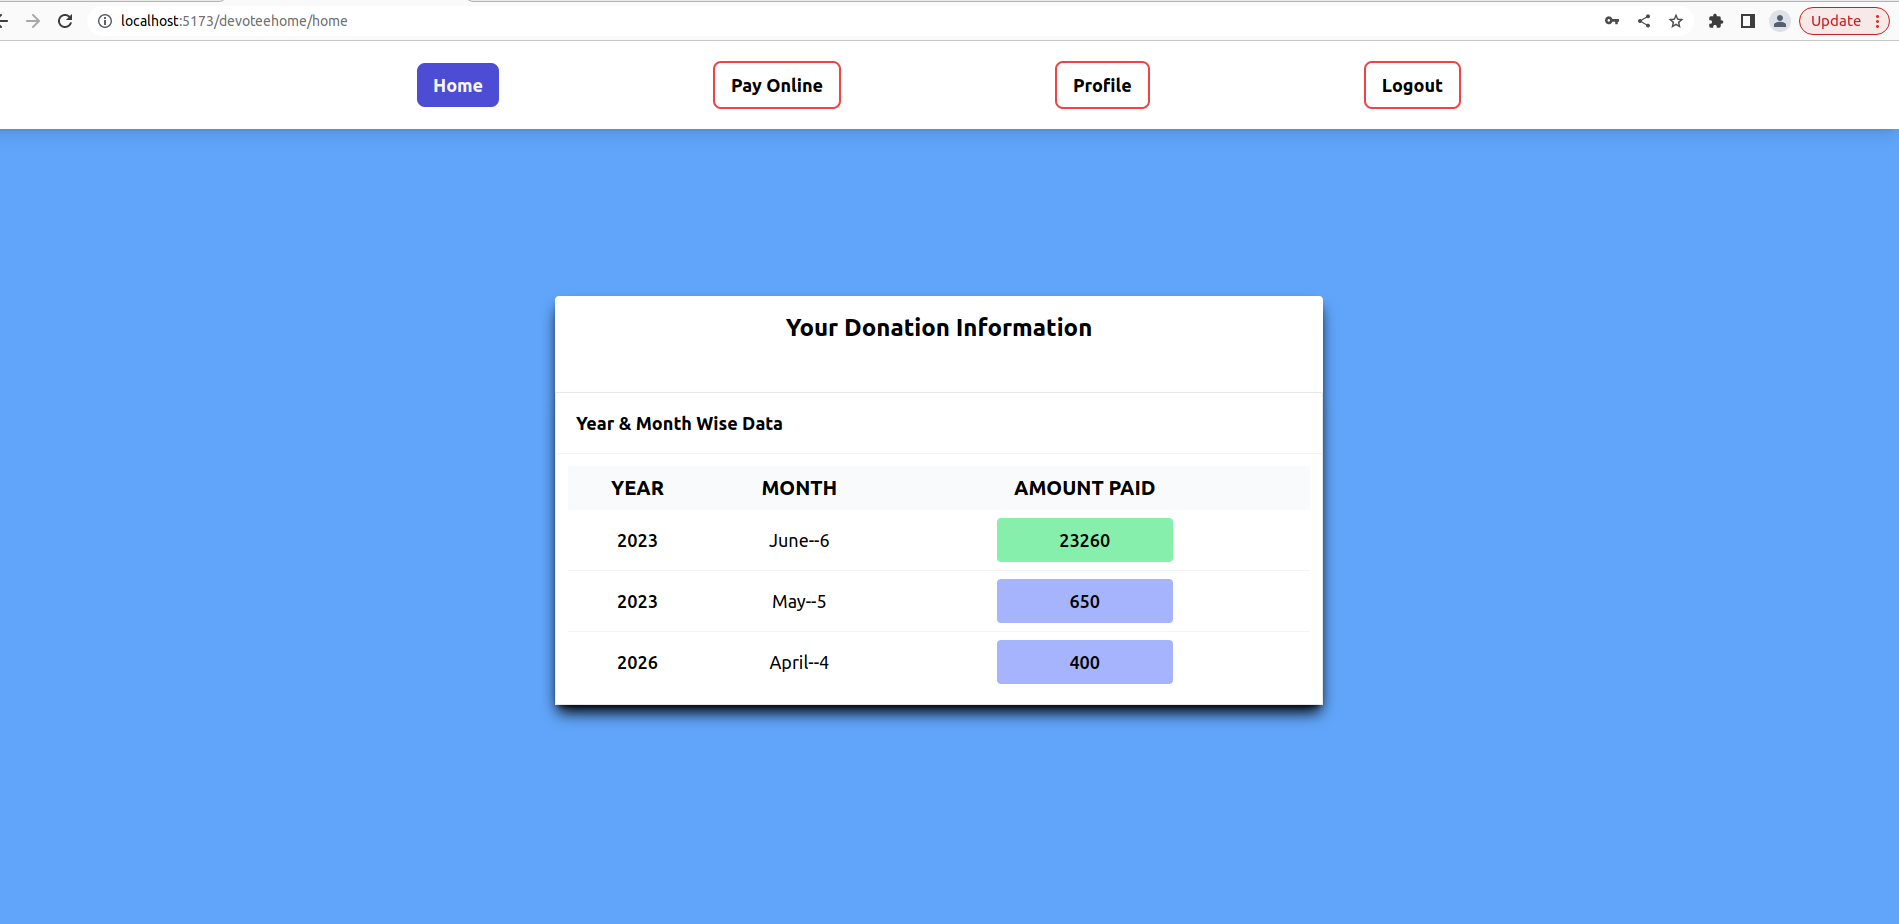 localhost:5173/devoteehome/home
Update
Home Pay Online Profile Logout
Your Donation Information
Year & Month Wise Data
YEAR MONTH AMOUNT PAID
2023 June--6 23260
2023 May--5 650
2026 April--4 400